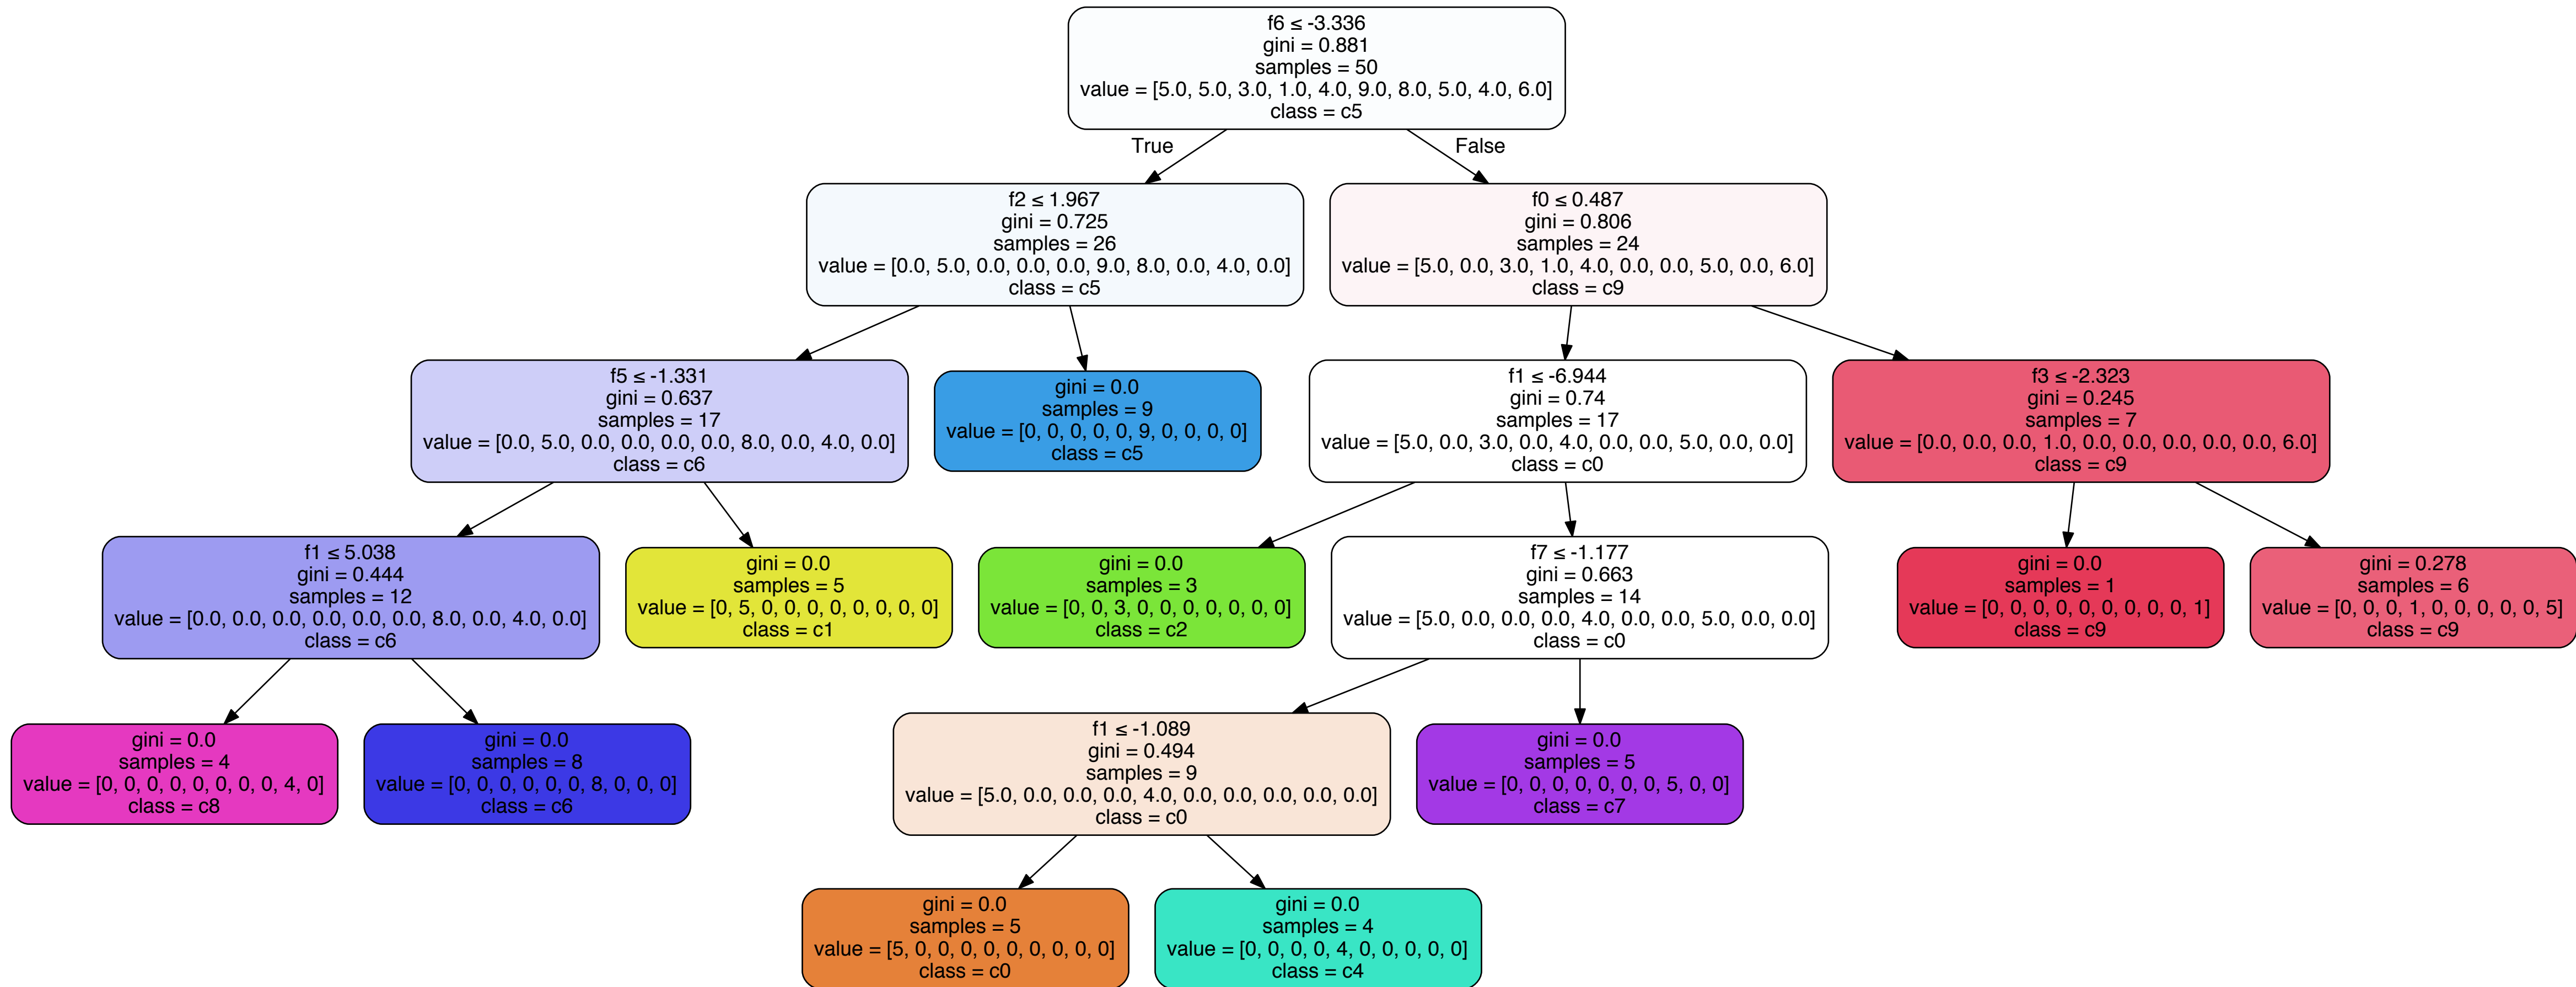 f6 ≤ -3.336
gini = 0.881
samples = 50
value = [5.0, 5.0, 3.0, 1.0, 4.0, 9.0, 8.0, 5.0, 4.0, 6.0]
class = c5
True
False
f2 ≤ 1.967
gini = 0.725
samples = 26
value = [0.0, 5.0, 0.0, 0.0, 0.0, 9.0, 8.0, 0.0, 4.0, 0.0]
class = c5
f0 ≤ 0.487
gini = 0.806
samples = 24
value = [5.0, 0.0, 3.0, 1.0, 4.0, 0.0, 0.0, 5.0, 0.0, 6.0]
class = c9
f5 ≤ -1.331
gini = 0.637
samples = 17
value = [0.0, 5.0, 0.0, 0.0, 0.0, 0.0, 8.0, 0.0, 4.0, 0.0]
class = c6
gini = 0.0
samples = 9
value = [0, 0, 0, 0, 0, 9, 0, 0, 0, 0]
class = c5
f1 ≤ -6.944
gini = 0.74
samples = 17
value = [5.0, 0.0, 3.0, 0.0, 4.0, 0.0, 0.0, 5.0, 0.0, 0.0]
class = c0
f3 ≤ -2.323
gini = 0.245
samples = 7
value = [0.0, 0.0, 0.0, 1.0, 0.0, 0.0, 0.0, 0.0, 0.0, 6.0]
class = c9
f1 ≤ 5.038
gini = 0.444
samples = 12
value = [0.0, 0.0, 0.0, 0.0, 0.0, 0.0, 8.0, 0.0, 4.0, 0.0]
class = c6
gini = 0.0
samples = 5
value = [0, 5, 0, 0, 0, 0, 0, 0, 0, 0]
class = c1
gini = 0.0
samples = 3
value = [0, 0, 3, 0, 0, 0, 0, 0, 0, 0]
class = c2
f7 ≤ -1.177
gini = 0.663
samples = 14
value = [5.0, 0.0, 0.0, 0.0, 4.0, 0.0, 0.0, 5.0, 0.0, 0.0]
class = c0
gini = 0.0
samples = 1
value = [0, 0, 0, 0, 0, 0, 0, 0, 0, 1]
class = c9
gini = 0.278
samples = 6
value = [0, 0, 0, 1, 0, 0, 0, 0, 0, 5]
class = c9
gini = 0.0
samples = 4
value = [0, 0, 0, 0, 0, 0, 0, 0, 4, 0]
class = c8
gini = 0.0
samples = 8
value = [0, 0, 0, 0, 0, 0, 8, 0, 0, 0]
class = c6
f1 ≤ -1.089
gini = 0.494
samples = 9
value = [5.0, 0.0, 0.0, 0.0, 4.0, 0.0, 0.0, 0.0, 0.0, 0.0]
class = c0
gini = 0.0
samples = 5
value = [0, 0, 0, 0, 0, 0, 0, 5, 0, 0]
class = c7
gini = 0.0
samples = 5
value = [5, 0, 0, 0, 0, 0, 0, 0, 0, 0]
class = c0
gini = 0.0
samples = 4
value = [0, 0, 0, 0, 4, 0, 0, 0, 0, 0]
class = c4